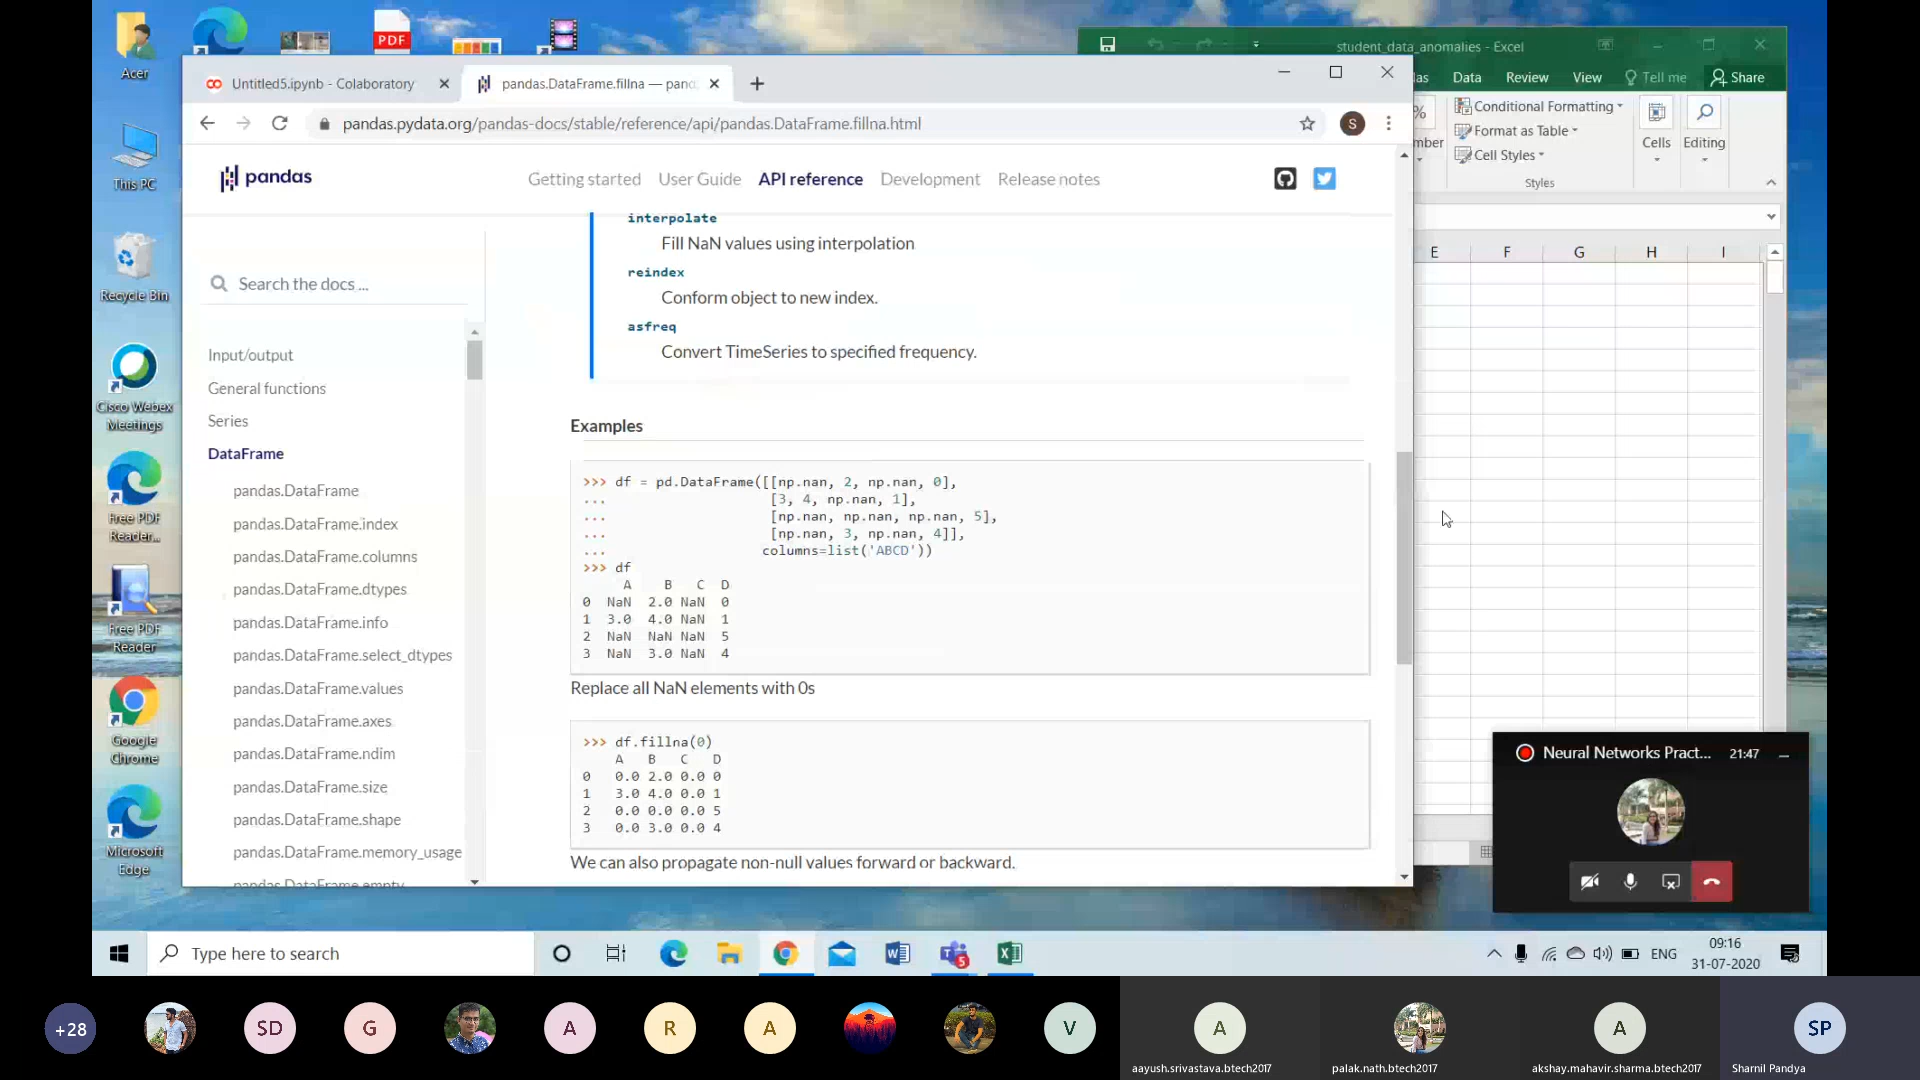 Acer
This PC
Recycle Bin
Cisco Webex
Meetings
Free PDF
Reader...
Free PDF
Reader
Google
Chrome
Microsoft
Edge
PDF
student_data_anomalies - Excel
Data Review View Tell me Share
Conditional Formatting
Format as Table
Cell Styles
Styles
Cells
Editing
E F G H I
Untitled5.ipynb - Colaboratory
pandas.DataFrame.fillna — pand
pandas.pydata.org/pandas-docs/stable/reference/api/pandas.DataFrame.fillna.html
S
pandas
Getting started User Guide API reference Development Release notes
Search the docs ...
Input/output
General functions
Series
DataFrame
pandas.DataFrame
pandas.DataFrame.index
pandas.DataFrame.columns
pandas.DataFrame.dtypes
pandas.DataFrame.info
pandas.DataFrame.select_dtypes
pandas.DataFrame.values
pandas.DataFrame.axes
pandas.DataFrame.ndim
pandas.DataFrame.size
pandas.DataFrame.shape
pandas.DataFrame.memory_usage
pandas.DataFrame.empty
interpolate
Fill NaN values using interpolation
reindex
Conform object to new index.
asfreq
Convert TimeSeries to specified frequency.
Examples
>>> df = pd.DataFrame([[np.nan, 2, np.nan, 0],
... [3, 4, np.nan, 1],
... [np.nan, np.nan, np.nan, 5],
... [np.nan, 3, np.nan, 4]],
... columns=list('ABCD'))
>>> df
A B C D
0 NaN 2.0 NaN 0
1 3.0 4.0 NaN 1
2 NaN NaN NaN 5
3 NaN 3.0 NaN 4
Replace all NaN elements with 0s
>>> df.fillna(0)
A B C D
0 0.0 2.0 0.0 0
1 3.0 4.0 0.0 1
2 0.0 0.0 0.0 5
3 0.0 3.0 0.0 4
We can also propagate non-null values forward or backward.
Neural Networks Pract... 21:47
Type here to search
5
ENG
09:16
31-07-2020
+28 SD G A R A V A A SP
aayush.srivastava.btech2017
palak.nath.btech2017
akshay.mahavir.sharma.btech2017
Sharnil Pandya